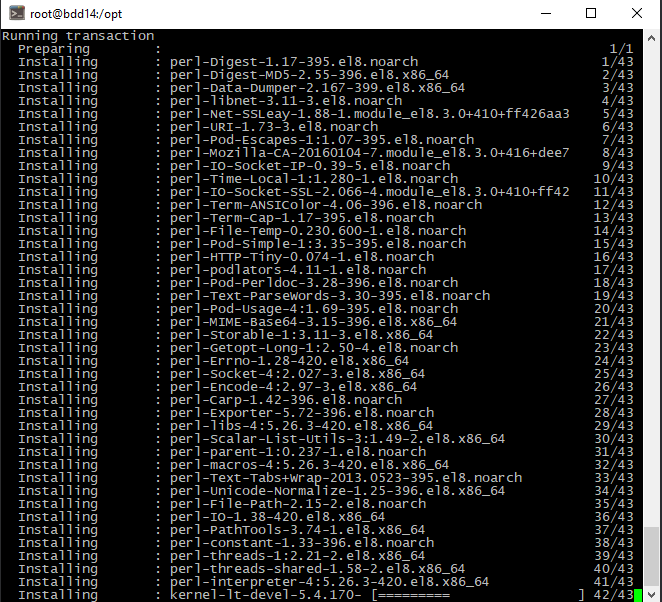 root@bdd14:/opt
Running transaction
  Preparing        :                                                        1/1
  Installing       : perl-Digest-1.17-395.el8.noarch                       1/43
  Installing       : perl-Digest-MD5-2.55-396.el8.x86_64                   2/43
  Installing       : perl-Data-Dumper-2.167-399.el8.x86_64                 3/43
  Installing       : perl-libnet-3.11-3.el8.noarch                         4/43
  Installing       : perl-Net-SSLeay-1.88-1.module_el8.3.0+410+ff426aa3    5/43
  Installing       : perl-URI-1.73-3.el8.noarch                            6/43
  Installing       : perl-Pod-Escapes-1:1.07-395.el8.noarch                7/43
  Installing       : perl-Mozilla-CA-20160104-7.module_el8.3.0+416+dee7    8/43
  Installing       : perl-IO-Socket-IP-0.39-5.el8.noarch                   9/43
  Installing       : perl-Time-Local-1:1.280-1.el8.noarch                 10/43
  Installing       : perl-IO-Socket-SSL-2.066-4.module_el8.3.0+410+ff42   11/43
  Installing       : perl-Term-ANSIColor-4.06-396.el8.noarch              12/43
  Installing       : perl-Term-Cap-1.17-395.el8.noarch                    13/43
  Installing       : perl-File-Temp-0.230.600-1.el8.noarch                14/43
  Installing       : perl-Pod-Simple-1:3.35-395.el8.noarch                15/43
  Installing       : perl-HTTP-Tiny-0.074-1.el8.noarch                    16/43
  Installing       : perl-podlators-4.11-1.el8.noarch                     17/43
  Installing       : perl-Pod-Perldoc-3.28-396.el8.noarch                 18/43
  Installing       : perl-Text-ParseWords-3.30-395.el8.noarch             19/43
  Installing       : perl-Pod-Usage-4:1.69-395.el8.noarch                 20/43
  Installing       : perl-MIME-Base64-3.15-396.el8.x86_64                 21/43
  Installing       : perl-Storable-1:3.11-3.el8.x86_64                    22/43
  Installing       : perl-Getopt-Long-1:2.50-4.el8.noarch                 23/43
  Installing       : perl-Errno-1.28-420.el8.x86_64                       24/43
  Installing       : perl-Socket-4:2.027-3.el8.x86_64                     25/43
  Installing       : perl-Encode-4:2.97-3.el8.x86_64                      26/43
  Installing       : perl-Carp-1.42-396.el8.noarch                        27/43
  Installing       : perl-Exporter-5.72-396.el8.noarch                    28/43
  Installing       : perl-libs-4:5.26.3-420.el8.x86_64                    29/43
  Installing       : perl-Scalar-List-Utils-3:1.49-2.el8.x86_64           30/43
  Installing       : perl-parent-1:0.237-1.el8.noarch                     31/43
  Installing       : perl-macros-4:5.26.3-420.el8.x86_64                  32/43
  Installing       : perl-Text-Tabs+Wrap-2013.0523-395.el8.noarch         33/43
  Installing       : perl-Unicode-Normalize-1.25-396.el8.x86_64           34/43
  Installing       : perl-File-Path-2.15-2.el8.noarch                     35/43
  Installing       : perl-IO-1.38-420.el8.x86_64                          36/43
  Installing       : perl-PathTools-3.74-1.el8.x86_64                     37/43
  Installing       : perl-constant-1.33-396.el8.noarch                    38/43
  Installing       : perl-threads-1:2.21-2.el8.x86_64                     39/43
  Installing       : perl-threads-shared-1.58-2.el8.x86_64                40/43
  Installing       : perl-interpreter-4:5.26.3-420.el8.x86_64             41/43
  Installing       : kernel-lt-devel-5.4.170- [=========                ] 42/43